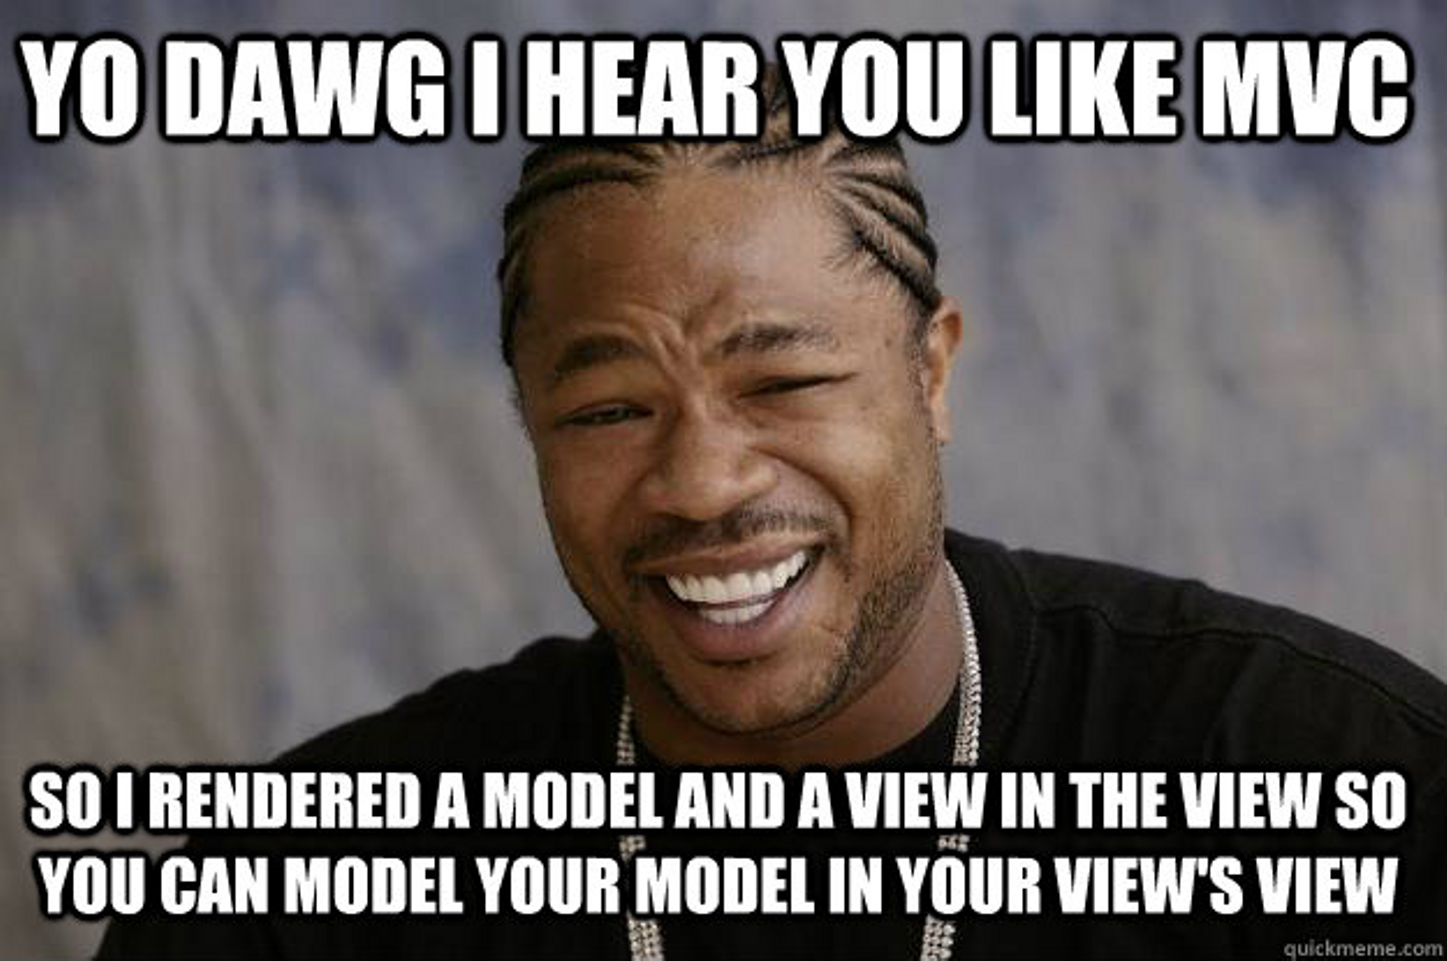 YO DAWG I HEAR YOU LIKE MVC
SO I RENDERED A MODEL AND A VIEW IN THE VIEW SO
YOU CAN MODEL YOUR MODEL IN YOUR VIEW'S VIEW
quickmeme.com